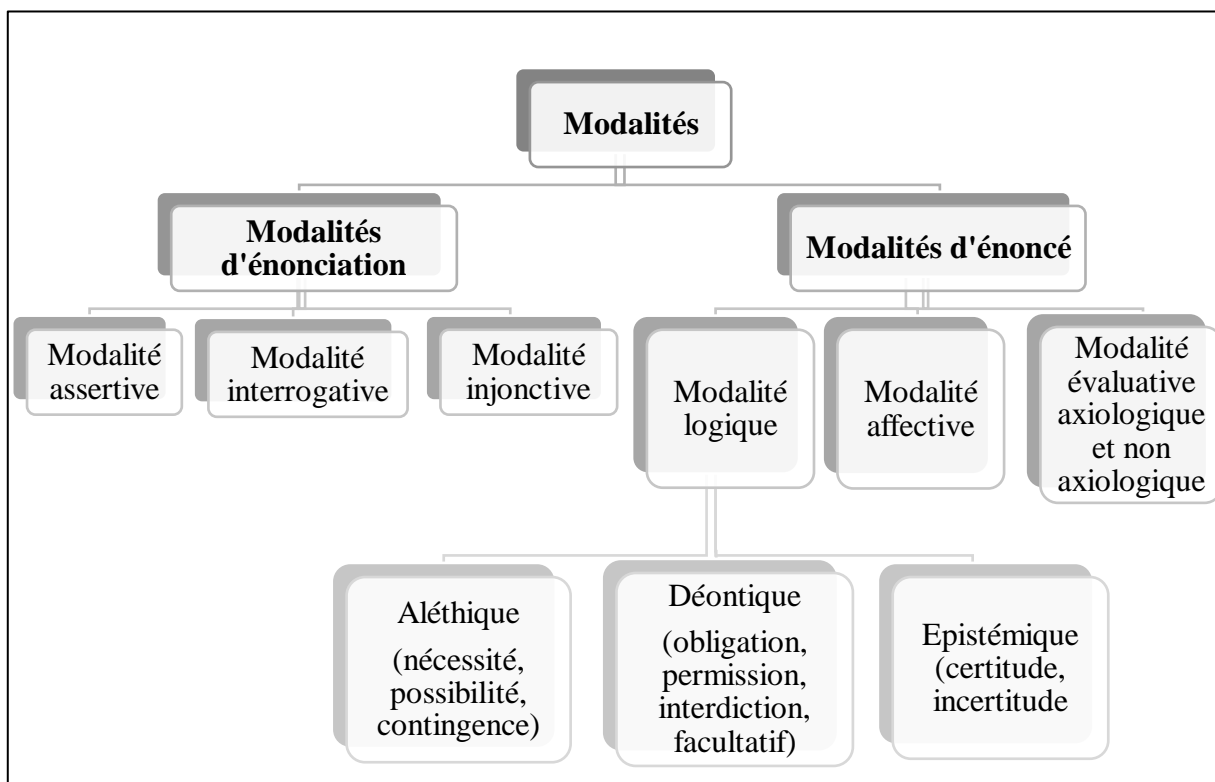 Modalités
Modalités
d'énonciation
Modalités d'énoncé
Modalité
assertive
Modalité
interrogative
Modalité
injonctive
Modalité
logique
Modalité
affective
Modalité
évaluative
axiologique
et non
axiologique
Aléthique
(nécessité,
possibilité,
contingence)
Déontique
(obligation,
permission,
interdiction,
facultatif)
Epistémique
(certitude,
incertitude